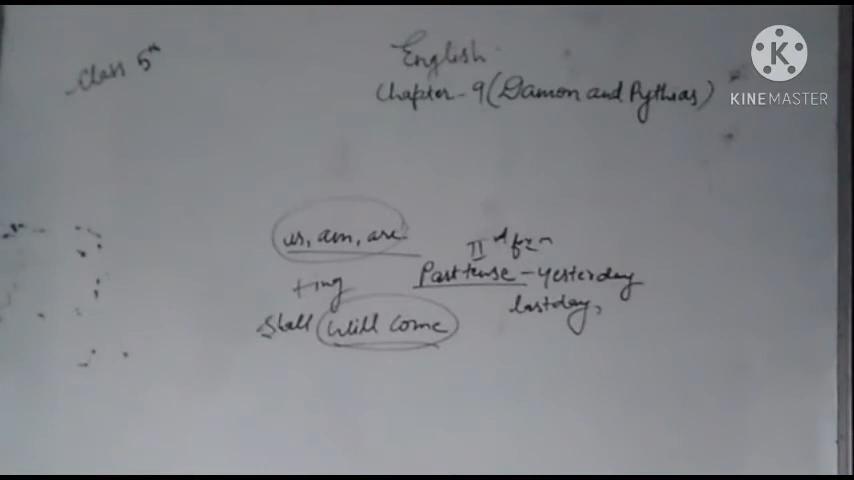 Class 5th
English
Chapter - 9 (Damon and Pythias)
KINEMASTER
is, am, are
II
+ing
Past tense - yesterday
lastday,
Shall will come